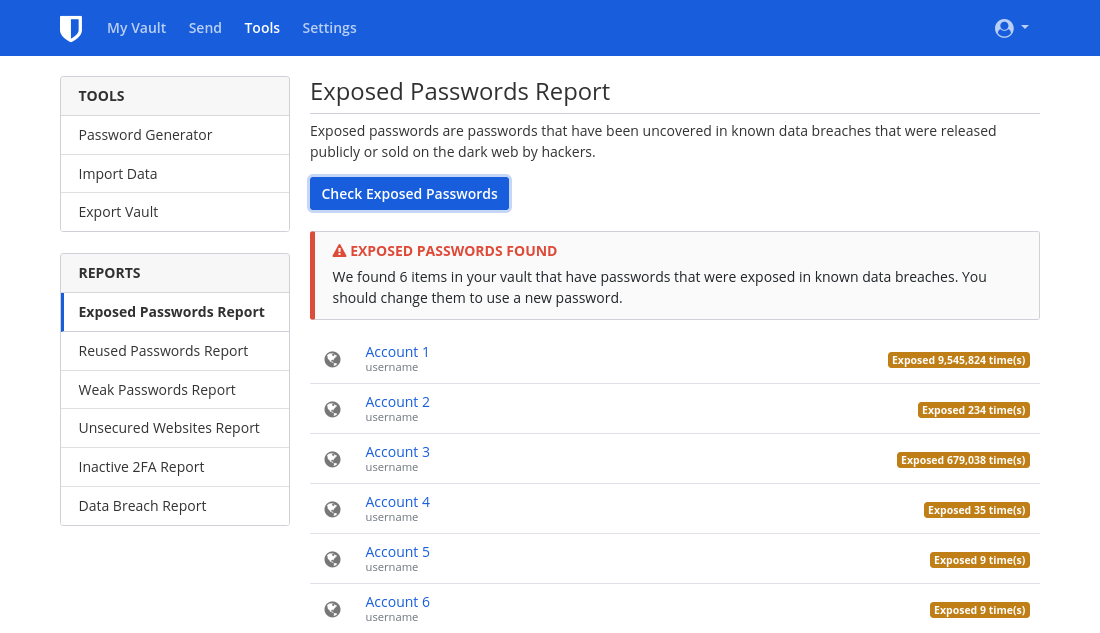 My Vault Send Tools Settings
TOOLS
Password Generator
Import Data
Export Vault
REPORTS
Exposed Passwords Report
Reused Passwords Report
Weak Passwords Report
Unsecured Websites Report
Inactive 2FA Report
Data Breach Report
Exposed Passwords Report
Exposed passwords are passwords that have been uncovered in known data breaches that were released
publicly or sold on the dark web by hackers.
Check Exposed Passwords
EXPOSED PASSWORDS FOUND
We found 6 items in your vault that have passwords that were exposed in known data breaches. You
should change them to use a new password.
Account 1
username
Exposed 9,545,824 time(s)
Account 2
username
Exposed 234 time(s)
Account 3
username
Exposed 679,038 time(s)
Account 4
username
Exposed 35 time(s)
Account 5
username
Exposed 9 time(s)
Account 6
username
Exposed 9 time(s)